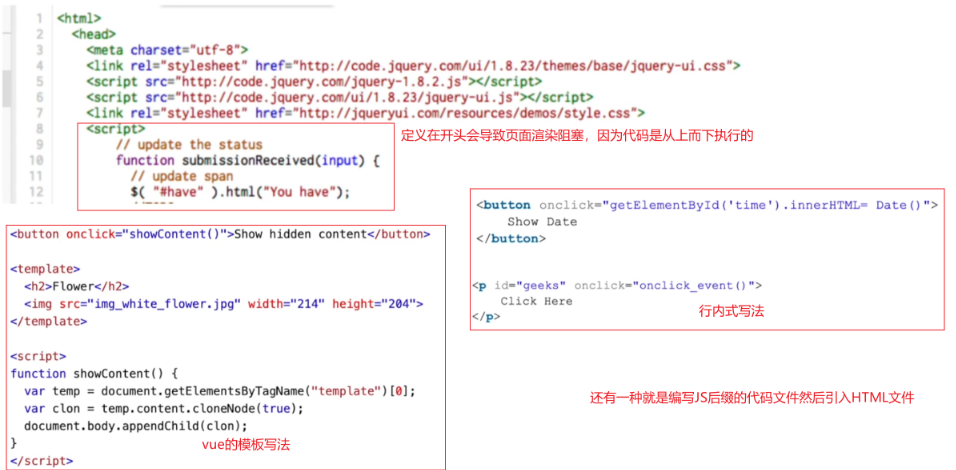 1 <html>
2 <head>
3 <meta charset="utf-8">
4 <link rel="stylesheet" href="http://code.jquery.com/ui/1.8.23/themes/base/jquery-ui.css">
5 <script src="http://code.jquery.com/jquery-1.8.2.js"></script>
6 <script src="http://code.jquery.com/ui/1.8.23/jquery-ui.js"></script>
7 <link rel="stylesheet" href="http://jqueryui.com/resources/demos/style.css">
8 <script>
9 // update the status
10 function submissionReceived(input) {
11 // update span
12 $( "#have" ).html("You have");
定义在开头会导致页面渲染阻塞，因为代码是从上而下执行的
<button onclick="showContent()">Show hidden content</button>
<template>
<h2>Flower</h2>
<img src="img_white_flower.jpg" width="214" height="204">
</template>
<script>
function showContent() {
var temp = document.getElementsByTagName("template")[0];
var clon = temp.content.cloneNode(true);
document.body.appendChild(clon);
}
</script>
vue的模板写法
<button onclick="getElementById('time').innerHTML= Date()">
Show Date
</button>
<p id="geeks" onclick="onclick_event()">
Click Here
</p>
行内式写法
还有一种就是编写JS后缀的代码文件然后引入HTML文件